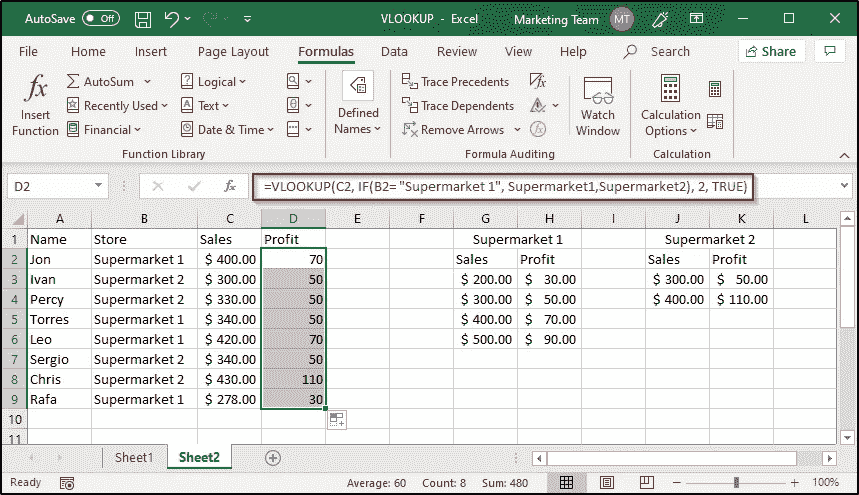 AutoSave Off VLOOKUP - Excel Marketing Team MT
File Home Insert Page Layout Formulas Data Review View Help Search Share
fx Insert Function
AutoSum
Recently Used
Financial
Logical
Text
Date & Time
Function Library
Defined Names
Trace Precedents
Trace Dependents
Remove Arrows
fx
Formula Auditing
Watch Window
Calculation Options
Calculation
D2 fx =VLOOKUP(C2, IF(B2= "Supermarket 1", Supermarket1,Supermarket2), 2, TRUE)
A B C D E F G H I J K L
1 Name Store Sales Profit Supermarket 1 Supermarket 2
2 Jon Supermarket 1 $ 400.00 70 Sales Profit Sales Profit
3 Ivan Supermarket 2 $ 300.00 50 $ 200.00 $ 30.00 $ 300.00 $ 50.00
4 Percy Supermarket 2 $ 330.00 50 $ 300.00 $ 50.00 $ 400.00 $ 110.00
5 Torres Supermarket 1 $ 340.00 50 $ 400.00 $ 70.00
6 Leo Supermarket 1 $ 420.00 70 $ 500.00 $ 90.00
7 Sergio Supermarket 2 $ 340.00 50
8 Chris Supermarket 2 $ 430.00 110
9 Rafa Supermarket 1 $ 278.00 30
10
11
Sheet1 Sheet2
Ready Average: 60 Count: 8 Sum: 480 100%